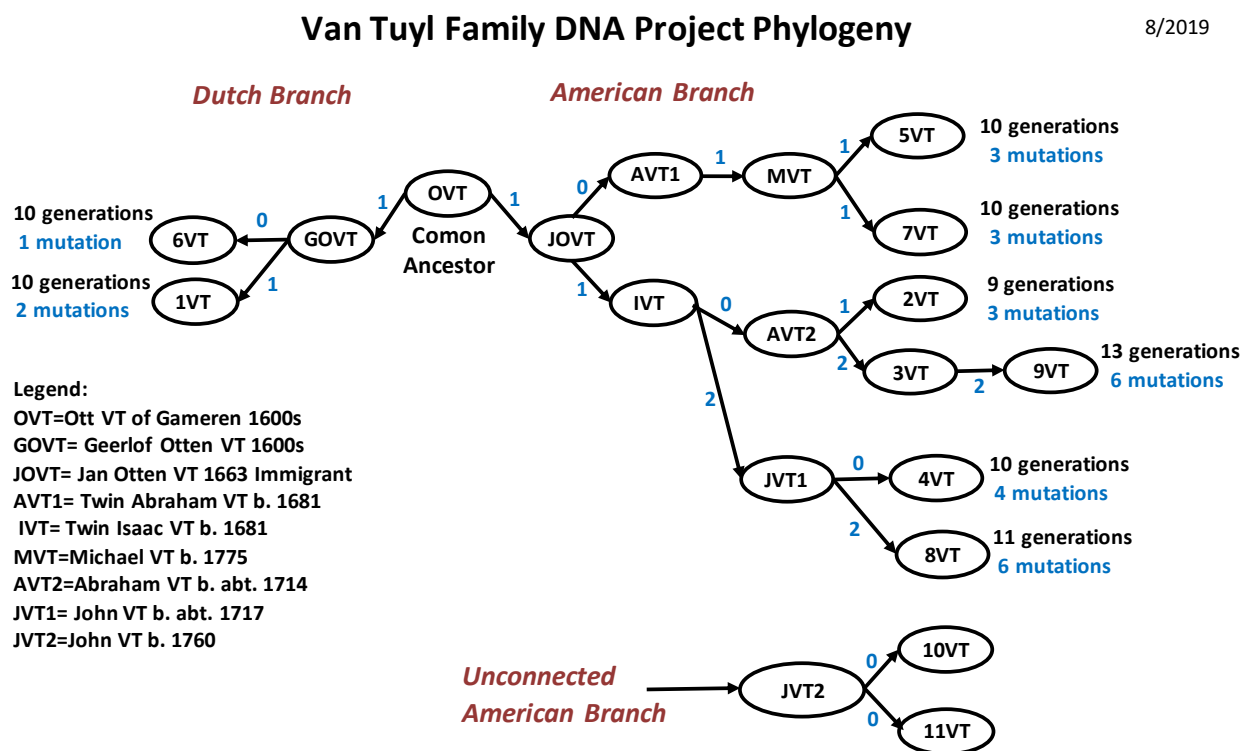 Van Tuyl Family DNA Project Phylogeny
8/2019
Dutch Branch
American Branch
10 generations
1 mutation
10 generations
2 mutations
6VT
1VT
0
1
GOVT
1
OVT
Comon
Ancestor
1
JOVT
0
1
AVT1
1
MVT
1
1
5VT
10 generations
3 mutations
7VT
10 generations
3 mutations
IVT
0
2
AVT2
1
2
2VT
9 generations
3 mutations
3VT
2
9VT
13 generations
6 mutations
JVT1
0
2
4VT
10 generations
4 mutations
8VT
11 generations
6 mutations
Legend:
OVT=Ott VT of Gameren 1600s
GOVT= Geerlof Otten VT 1600s
JOVT= Jan Otten VT 1663 Immigrant
AVT1= Twin Abraham VT b. 1681
IVT= Twin Isaac VT b. 1681
MVT=Michael VT b. 1775
AVT2=Abraham VT b. abt. 1714
JVT1= John VT b. abt. 1717
JVT2=John VT b. 1760
Unconnected
American Branch
JVT2
0
0
10VT
11VT